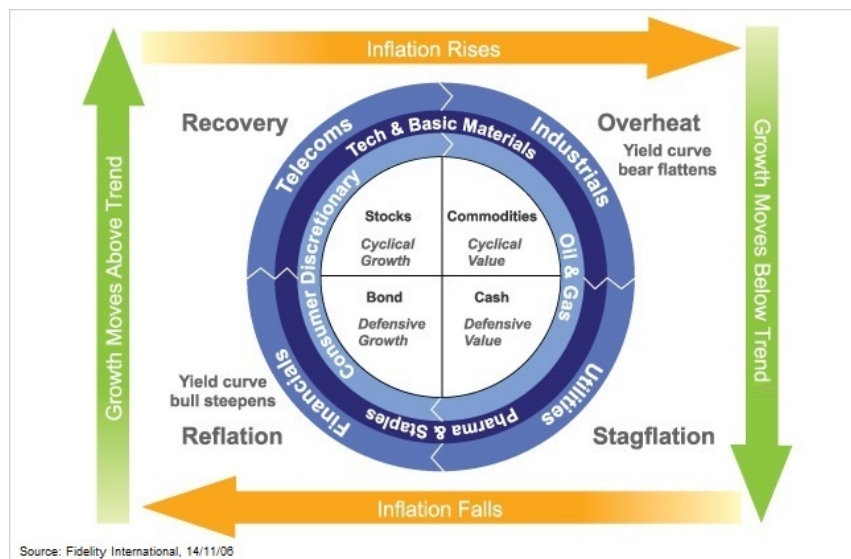 Inflation Rises
Growth Moves Above Trend
Recovery
Telecoms
Tech & Basic Materials
Industrials
Overheat
Yield curve
bear flattens
Growth Moves Below Trend
Consumer Discretionary
Stocks
Cyclical
Growth
Commodities
Cyclical
Value
Oil & Gas
Bond
Defensive
Growth
Cash
Defensive
Value
Yield curve
bull steepens
Reflation
Financials
Pharma & Staples
Utilities
Stagflation
Inflation Falls
Source: Fidelity International, 14/11/06